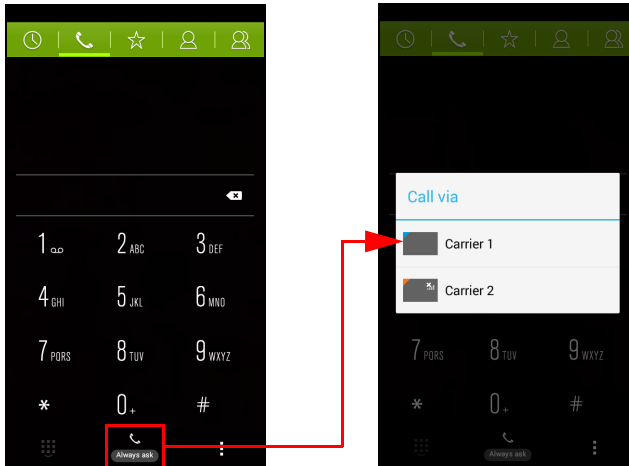 1
2 ABC
3 DEF
4 GHI
5 JKL
6 MNO
7 PQRS
8 TUV
9 WXYZ
*
0 +
#
Always ask
Call via
Carrier 1
Carrier 2
7 PQRS
8 TUV
9 WXYZ
*
0 +
#
Always ask